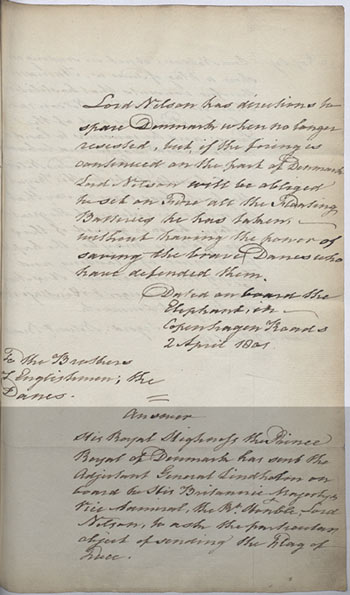 Lord Nelson has directions to
spare Denmark when no longer
resested, but if the fireing is
continued on the part of Denmark
Lord Nelson will be obliged
to set on Fire all the Floating
Batteries he has taken,
without having the power of
saving the brave Danes who
have defended them.
Dated on board the
Elephant, in
Copenhagen Roads
2 April 1801
To the Brothers
of Englishmen, the
Danes.
Answer
His Royal Highness the Prince
Royal of Denmark has sent the
Adjutant General Lindholm on
board to His Britannic Majesty's
Vice Admiral, the Rt. Honble. Lord
Nelson, to ask the particular
object of sending the Flag of
Truce.